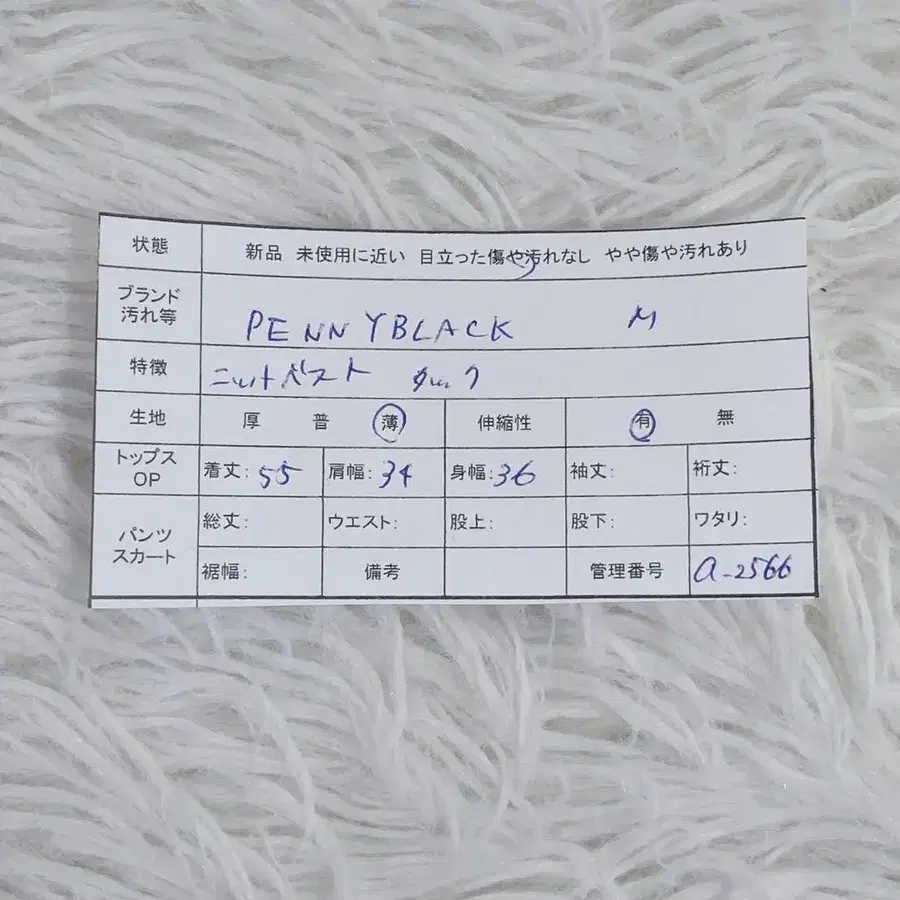 状態 新品 未使用に近い 目立った傷や汚れなし やや傷や汚れあり
ブランド
汚れ等 PENNYBLACK M
特徴 ニットベスト タック
生地 厚 普 薄 伸縮性 有 無
トップス
OP 着丈: 55 肩幅: 34 身幅: 36 袖丈: 裄丈:
パンツ
スカート 総丈: ウエスト: 股上: 股下: ワタリ:
裾幅: 備考 管理番号 a-2566